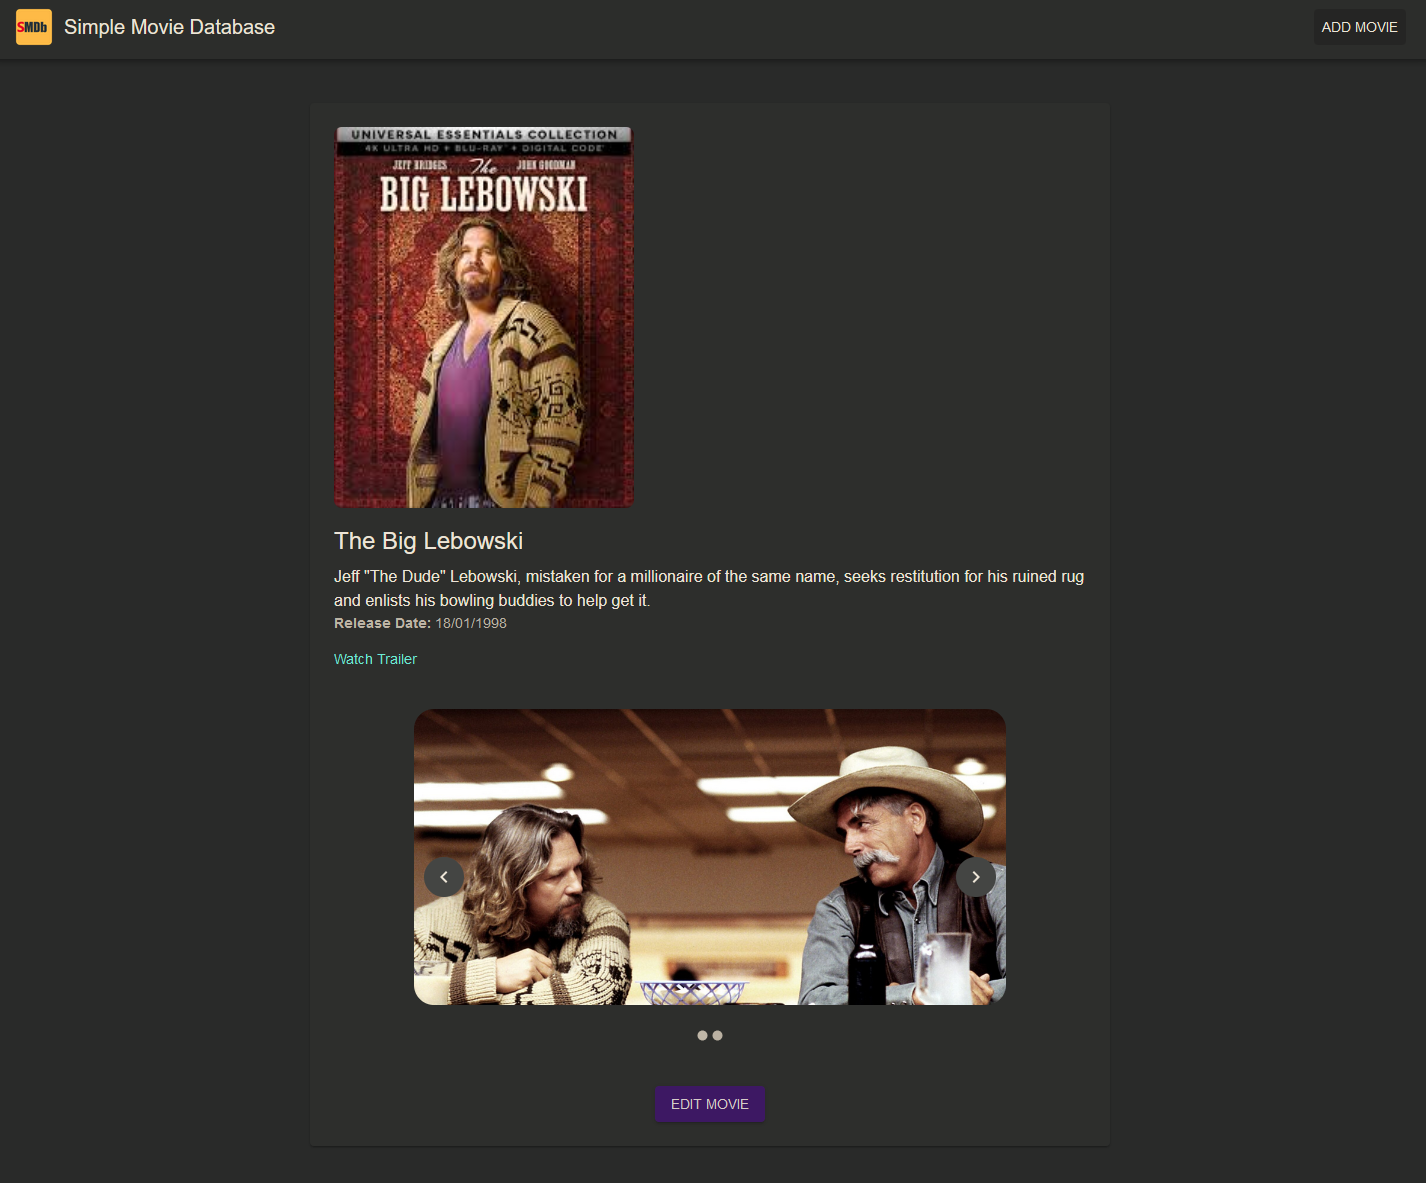 SMDb Simple Movie Database
ADD MOVIE
UNIVERSAL ESSENTIALS COLLECTION
4K ULTRA HD + BLU-RAY + DIGITAL CODE
JEFF BRIDGES The JOHN GOODMAN
BIG LEBOWSKI
The Big Lebowski
Jeff "The Dude" Lebowski, mistaken for a millionaire of the same name, seeks restitution for his ruined rug
and enlists his bowling buddies to help get it.
Release Date: 18/01/1998
Watch Trailer
EDIT MOVIE